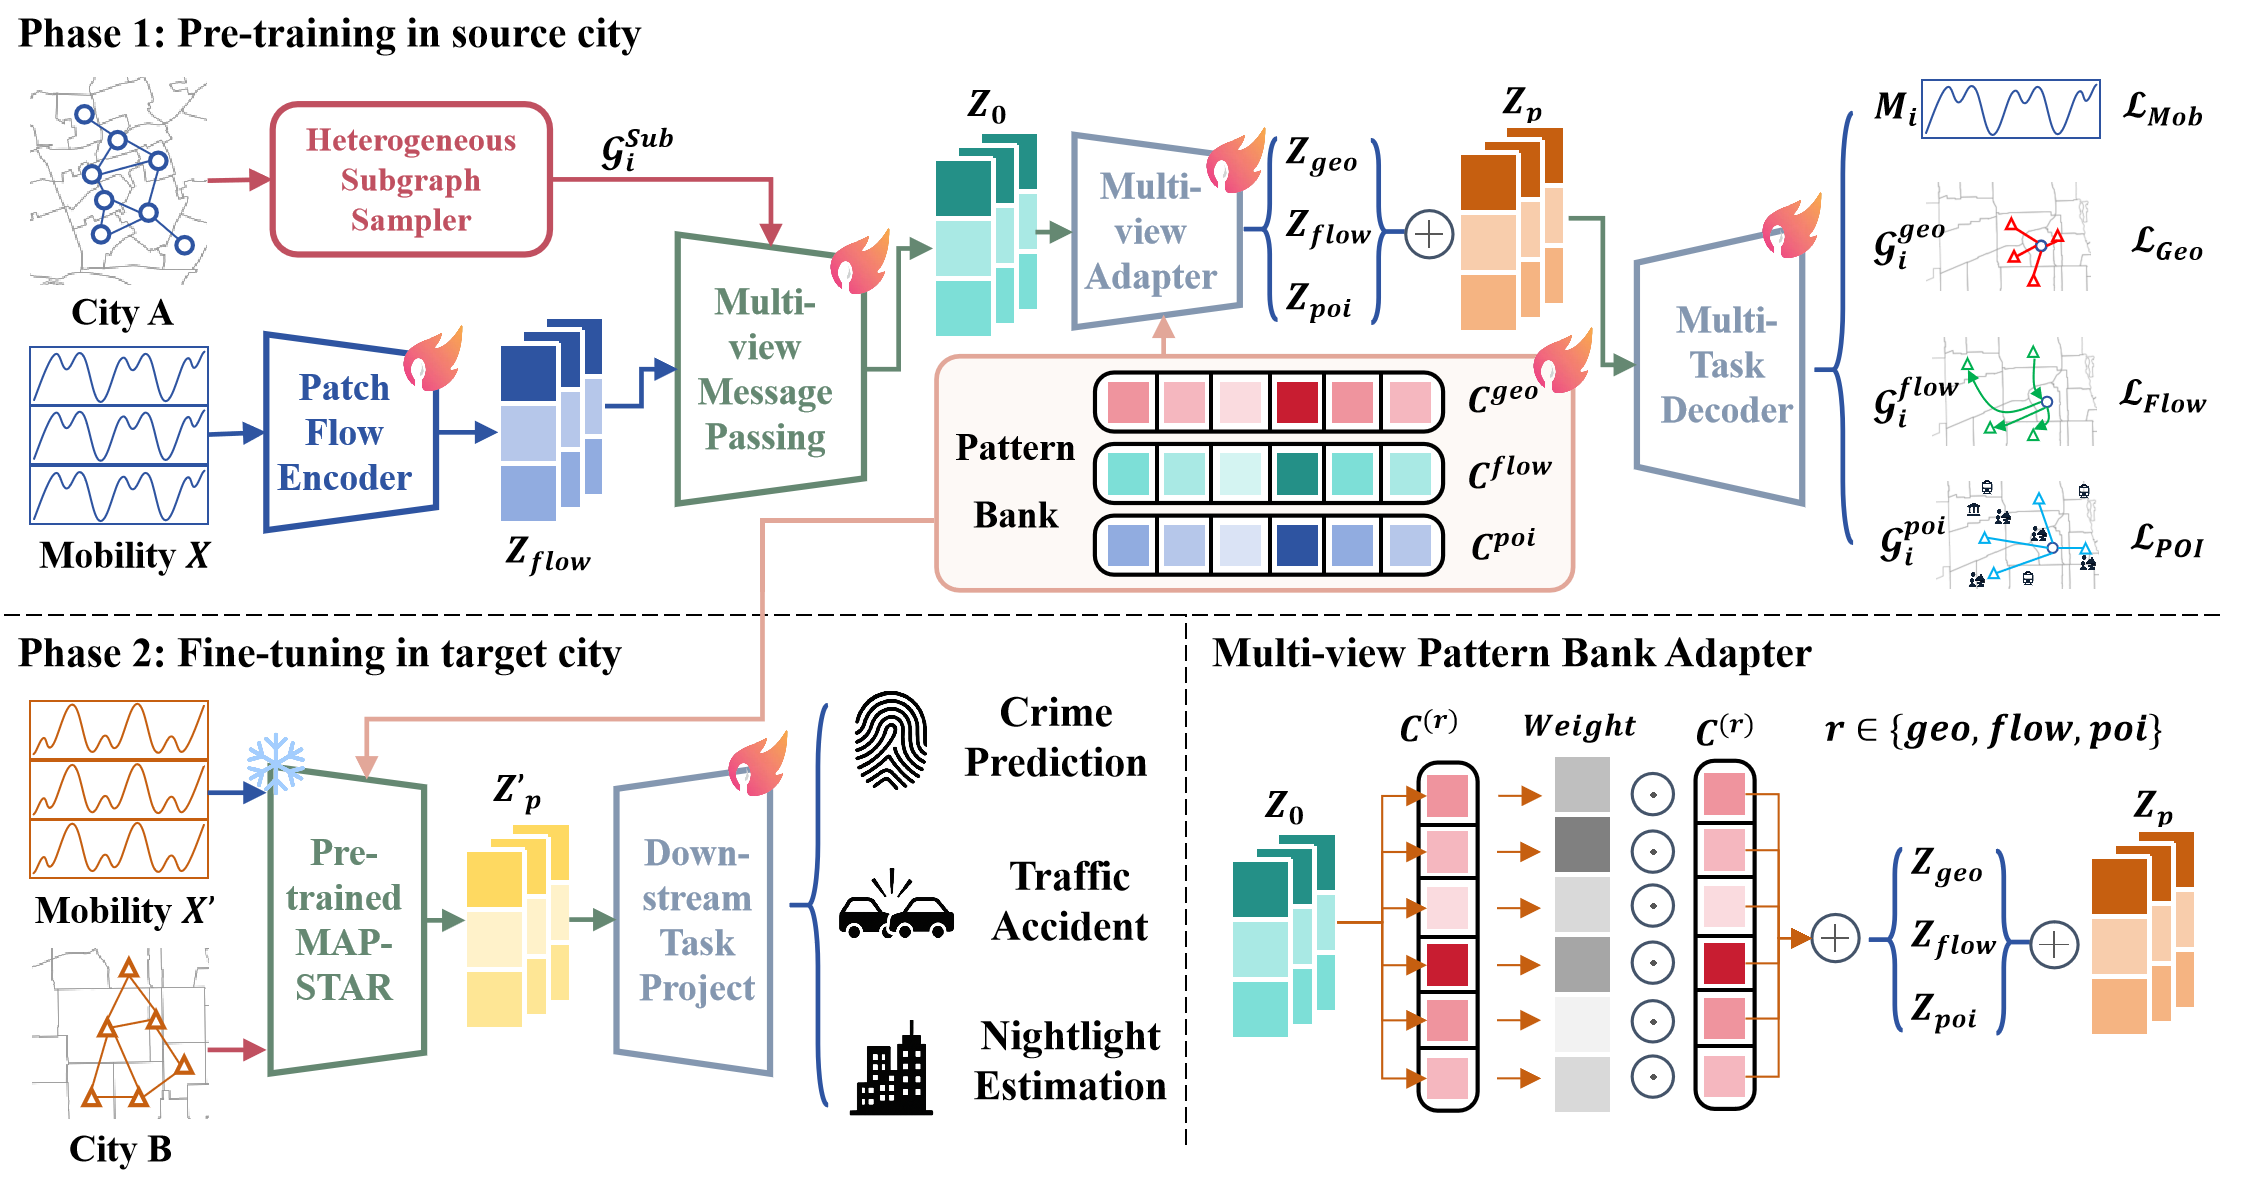 Phase 1: Pre-training in source city
City A
Heterogeneous
Subgraph
Sampler
𝒢ᵢ^Sub
Mobility X
Patch
Flow
Encoder
Z_flow
Multi-
view
Message
Passing
Z_0
Multi-
view
Adapter
Z_geo
Z_flow
Z_poi
Z_p
Pattern
Bank
C^geo
C^flow
C^poi
Multi-
Task
Decoder
M_i
ℒ_Mob
𝒢ᵢ^geo
ℒ_Geo
𝒢ᵢ^flow
ℒ_Flow
𝒢ᵢ^poi
ℒ_POI
Phase 2: Fine-tuning in target city
Mobility X’
City B
Pre-
trained
MAP-
STAR
Z’_p
Down-
stream
Task
Project
Crime
Prediction
Traffic
Accident
Nightlight
Estimation
Multi-view Pattern Bank Adapter
Z_0
C^(r)
Weight
C^(r)
r ∈ {geo, flow, poi}
Z_geo
Z_flow
Z_poi
Z_p